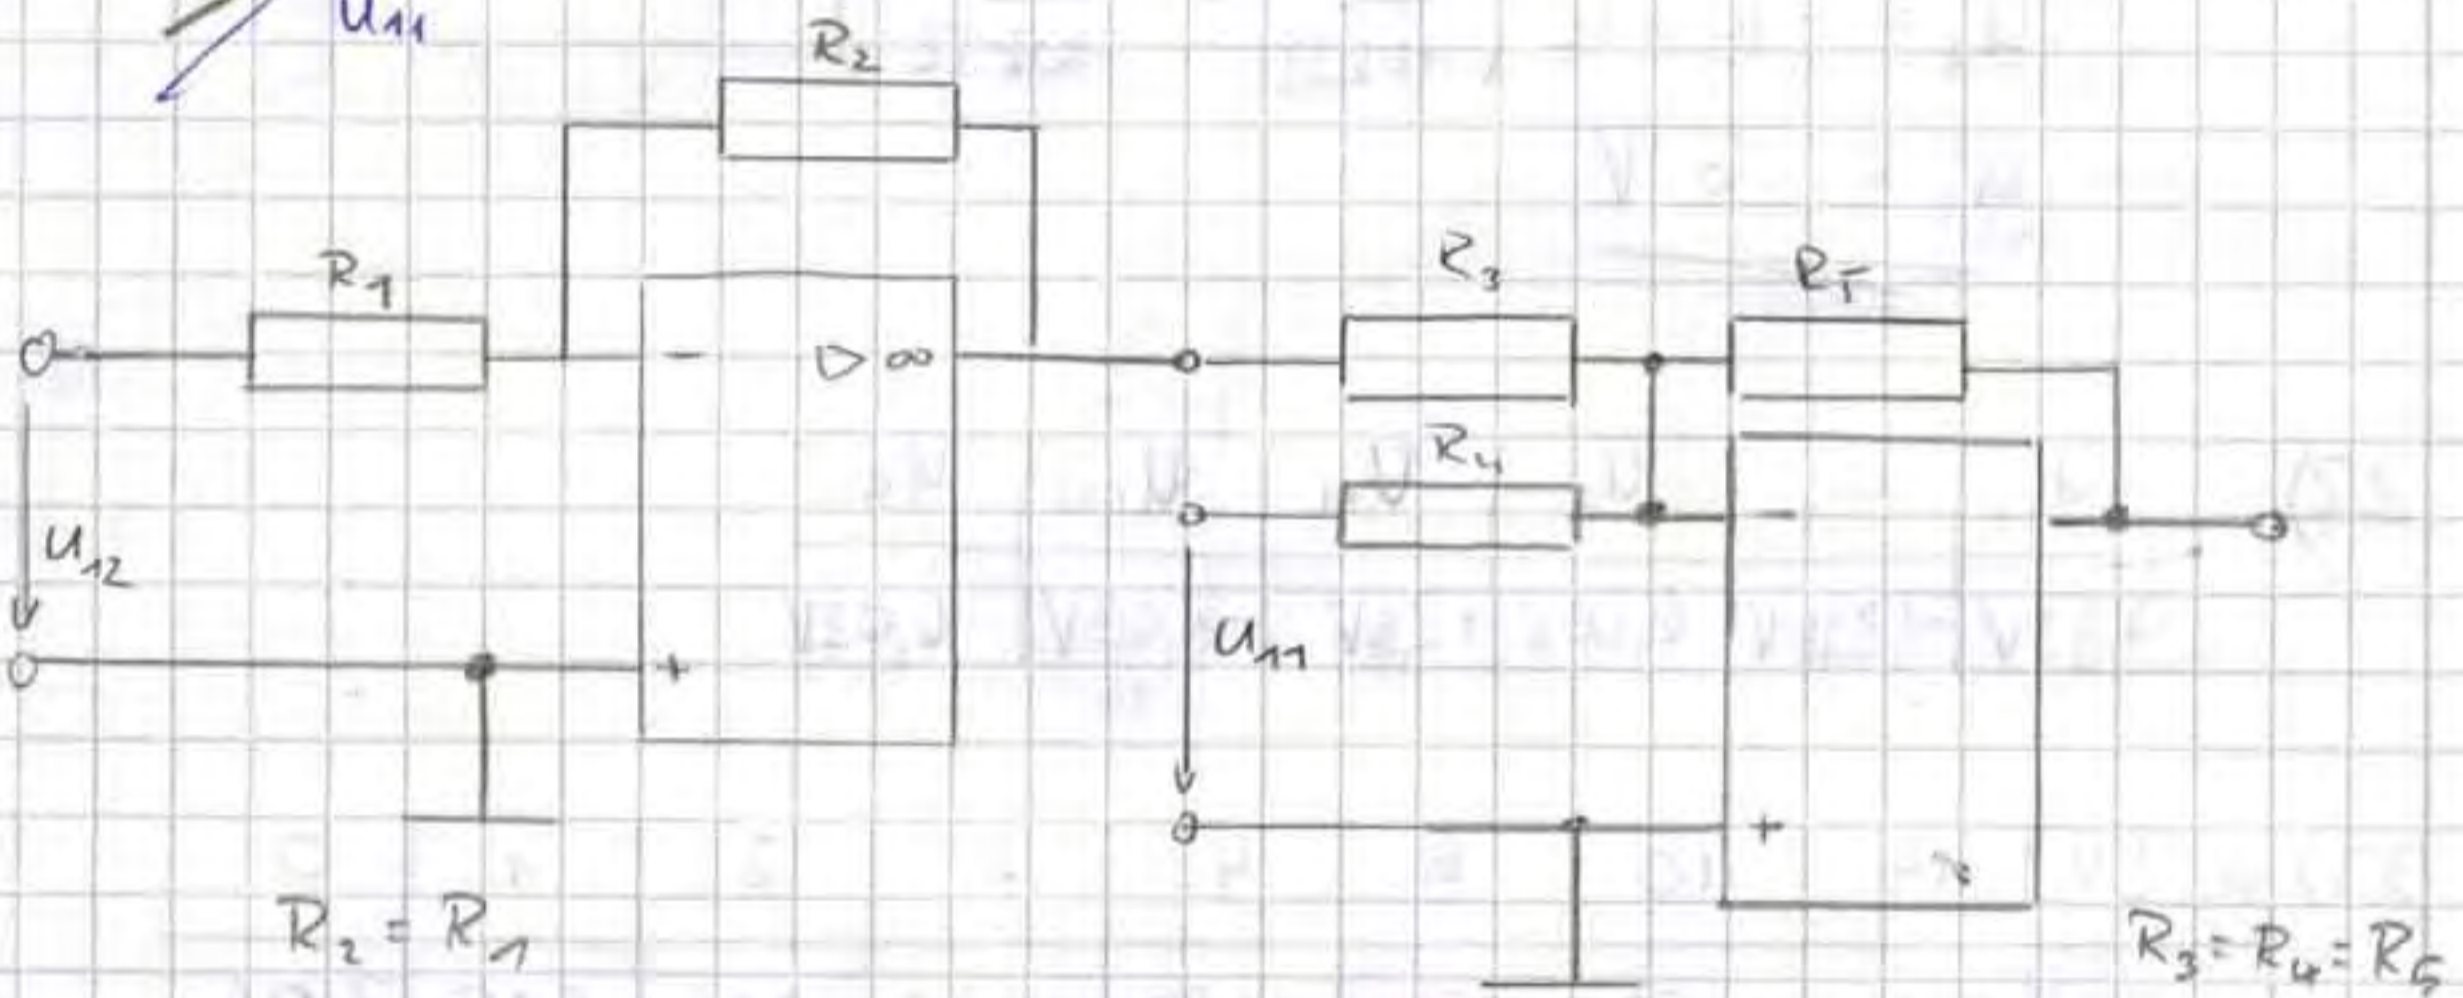 U₁₁
R₂
R₁
R₃
R₅
− ▷ ∞
R₄
−
U₁₂
U₁₁
+
+
R₂ = R₁
R₃ = R₄ = R₅